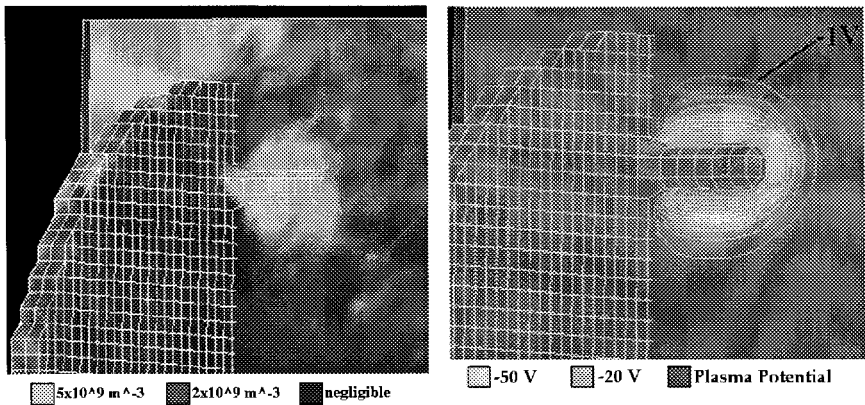 -1V
5x10^9 m^-3 2x10^9 m^-3 negligible
-50 V -20 V Plasma Potential